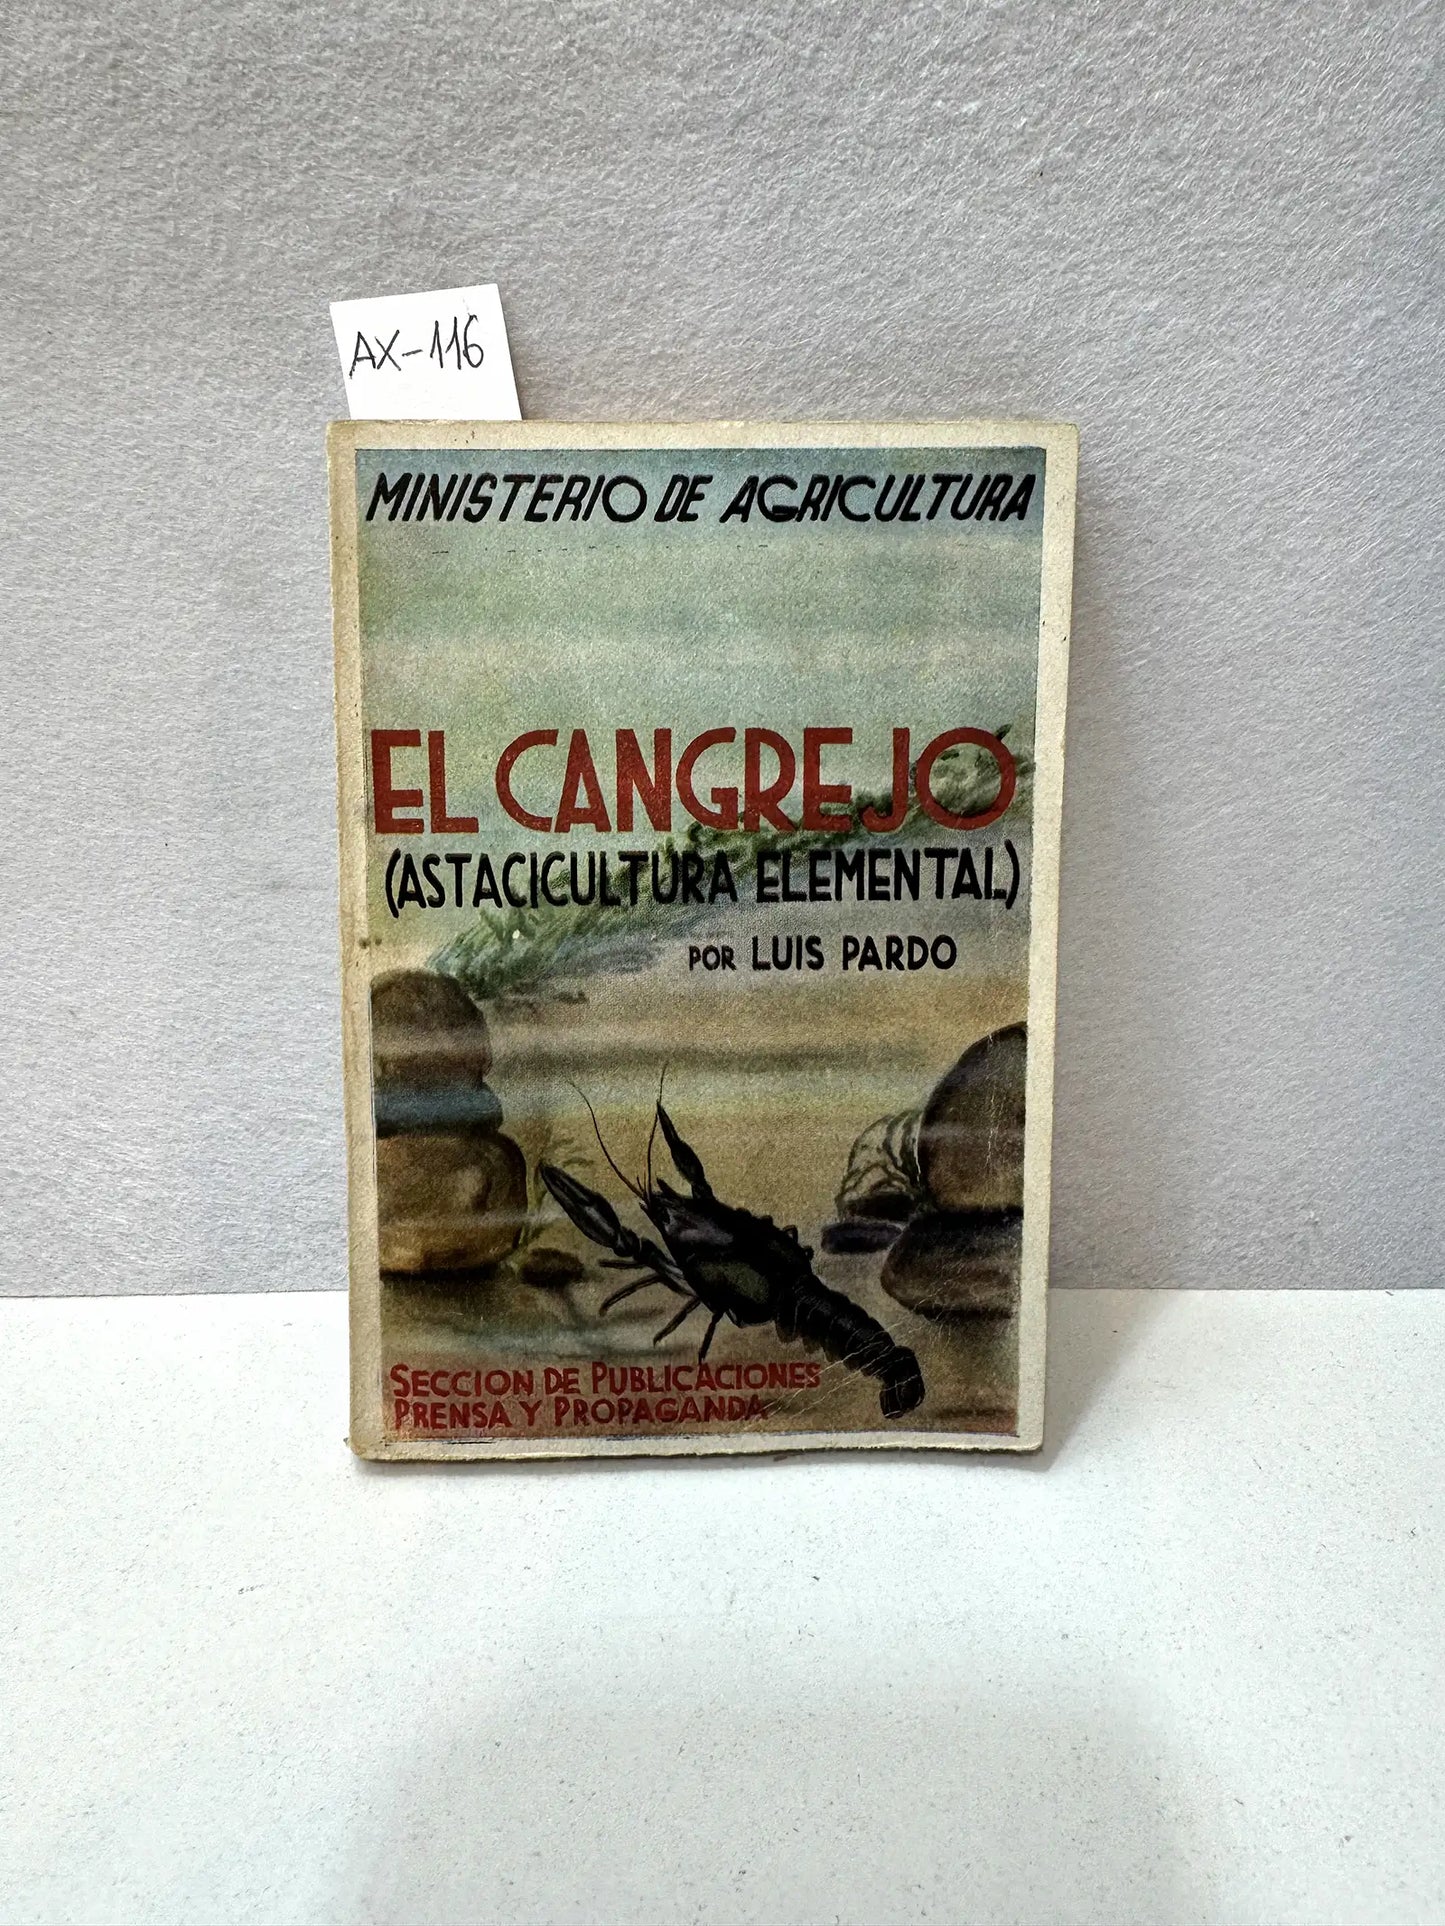 AX-116
MINISTERIO DE AGRICULTURA
EL CANGREJO
(ASTACICULTURA ELEMENTAL)
POR LUIS PARDO
SECCION DE PUBLICACIONES
PRENSA Y PROPAGANDA